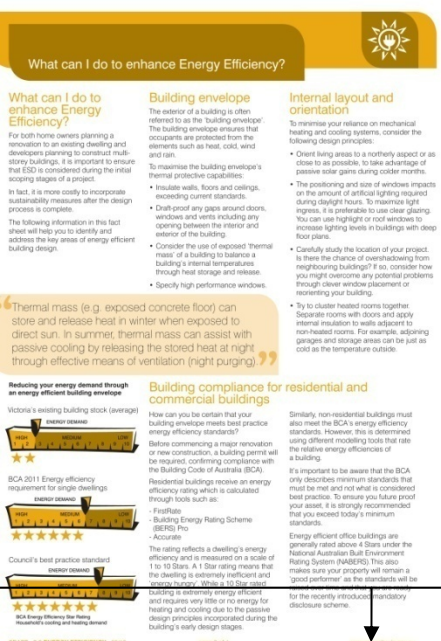 What can I do to enhance Energy Efficiency?
What can I do to
enhance Energy
Efficiency?
For both home owners planning a
renovation to an existing dwelling and
developers planning to construct multi-
storey buildings, it is important to ensure
that ESD is considered during the initial
scoping stages of a project.
In fact, it is more costly to incorporate
sustainability measures after the design
process is complete.
The following information in this fact
sheet will help you to identify and
address the key areas of energy efficient
building design.
Building envelope
The exterior of a building is often
referred to as the 'building envelope'.
The building envelope ensures that
occupants are protected from the
elements such as heat, cold, wind
and rain.
To maximise the building envelope's
thermal protective capabilities:
• Insulate walls, floors and ceilings,
exceeding current standards.
• Draft-proof any gaps around doors,
windows and vents including any
opening between the interior and
exterior of the building.
• Consider the use of exposed 'thermal
mass' of a building to balance a
building's internal temperatures
through heat storage and release.
• Specify high performance windows.
Internal layout and
orientation
To minimise your reliance on mechanical
heating and cooling systems, consider the
following design principles:
• Orient living areas to a northerly aspect or as
close to as possible, to take advantage of
passive solar gains during colder months.
• The positioning and size of windows impacts
on the amount of artificial lighting required
during daylight hours. To maximize light
ingress, it is preferable to use clear glazing.
You can use highlight or roof windows to
increase lighting levels in buildings with deep
floor plans.
• Carefully study the location of your project.
Is there the chance of overshadowing from
neighbouring buildings? If so, consider how
you might overcome any potential problems
through clever window placement or
reorienting your building.
• Try to cluster heated rooms together.
Separate rooms with doors and apply
internal insulation to walls adjacent to
non-heated rooms. For example, adjoining
garages and storage areas can be just as
cold as the temperature outside.
“Thermal mass (e.g. exposed concrete floor) can
store and release heat in winter when exposed to
direct sun. In summer, thermal mass can assist with
passive cooling by releasing the stored heat at night
through effective means of ventilation (night purging).”
Reducing your energy demand through
an energy efficient building envelope
Victoria's existing building stock (average)
ENERGY DEMAND
HIGH MEDIUM LOW
BCA 2011 Energy efficiency
requirement for single dwellings
ENERGY DEMAND
HIGH MEDIUM LOW
Council's best practice standard
ENERGY DEMAND
HIGH MEDIUM LOW
BCA Energy Efficiency Star Rating
Household's cooling and heating demand
Building compliance for residential and
commercial buildings
How can you be certain that your
building envelope meets best practice
energy efficiency standards?
Before commencing a major renovation
or new construction, a building permit will
be required, confirming compliance with
the Building Code of Australia (BCA).
Residential buildings receive an energy
efficiency rating which is calculated
through tools such as:
- FirstRate
- Building Energy Rating Scheme
(BERS) Pro
- Accurate
The rating reflects a dwelling's energy
efficiency and is measured on a scale of
1 to 10 Stars. A 1 Star rating means that
the dwelling is extremely inefficient and
'energy hungry'. While a 10 Star rated
building is extremely energy efficient
and requires very little or no energy for
heating and cooling due to the passive
design principles incorporated during the
building's early design stages.
Similarly, non-residential buildings must
also meet the BCA's energy efficiency
standards. However, this is determined
using different modelling tools that rate
the relative energy efficiencies of
a building.
It's important to be aware that the BCA
only describes minimum standards that
must be met and not what is considered
best practice. To ensure you future proof
your asset, it is strongly recommended
that you exceed today's minimum
standards.
Energy efficient office buildings are
generally rated above 4 Stars under the
National Australian Built Environment
Rating System (NABERS). This also
makes sure your property will remain a
'good performer' as the standards will be
for the recently introduced mandatory
disclosure scheme.